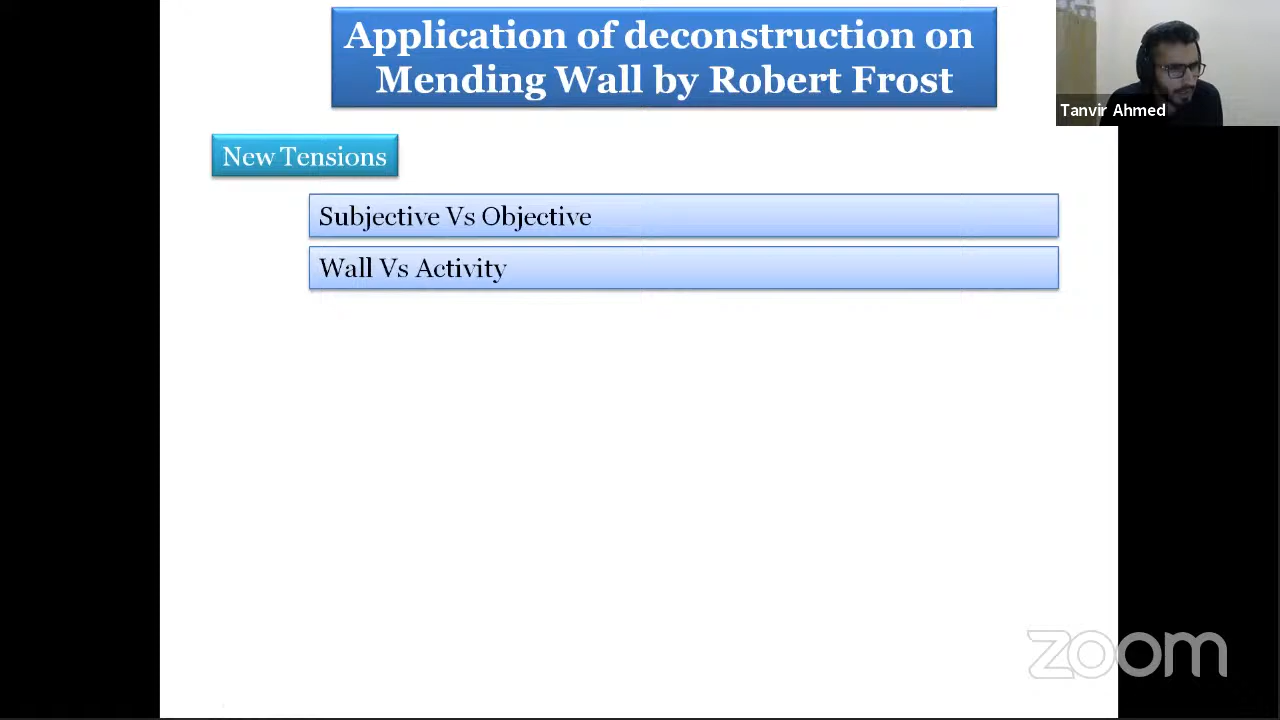 Application of deconstruction on
Mending Wall by Robert Frost
Tanvir Ahmed
New Tensions
Subjective Vs Objective
Wall Vs Activity
zoom